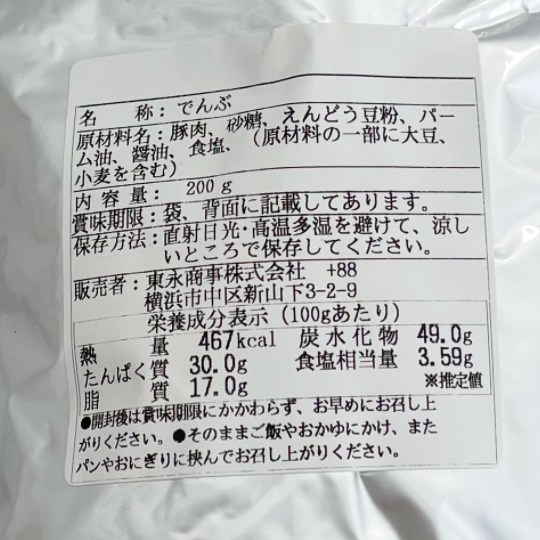 名 称：でんぶ
原材料名：豚肉、砂糖、えんどう豆粉、パー
ム油、醤油、食塩、（原材料の一部に大豆、
小麦を含む）
内容量： 200g
賞味期限：袋、背面に記載してあります。
保存方法：直射日光・高温多湿を避けて、涼し
いところで保存してください。
販売者：東永商事株式会社 +88
横浜市中区新山下3-2-9
栄養成分表示（100gあたり）
熱 量 467kcal 炭水化物 49.0g
たんぱく質 30.0g 食塩相当量 3.59g
脂 質 17.0g ※推定値
●開封後は賞味期限にかかわらず、お早めにお召し上
がりください。●そのままご飯やおかゆにかけ、また
パンやおにぎりに挟んでお召し上がりください。